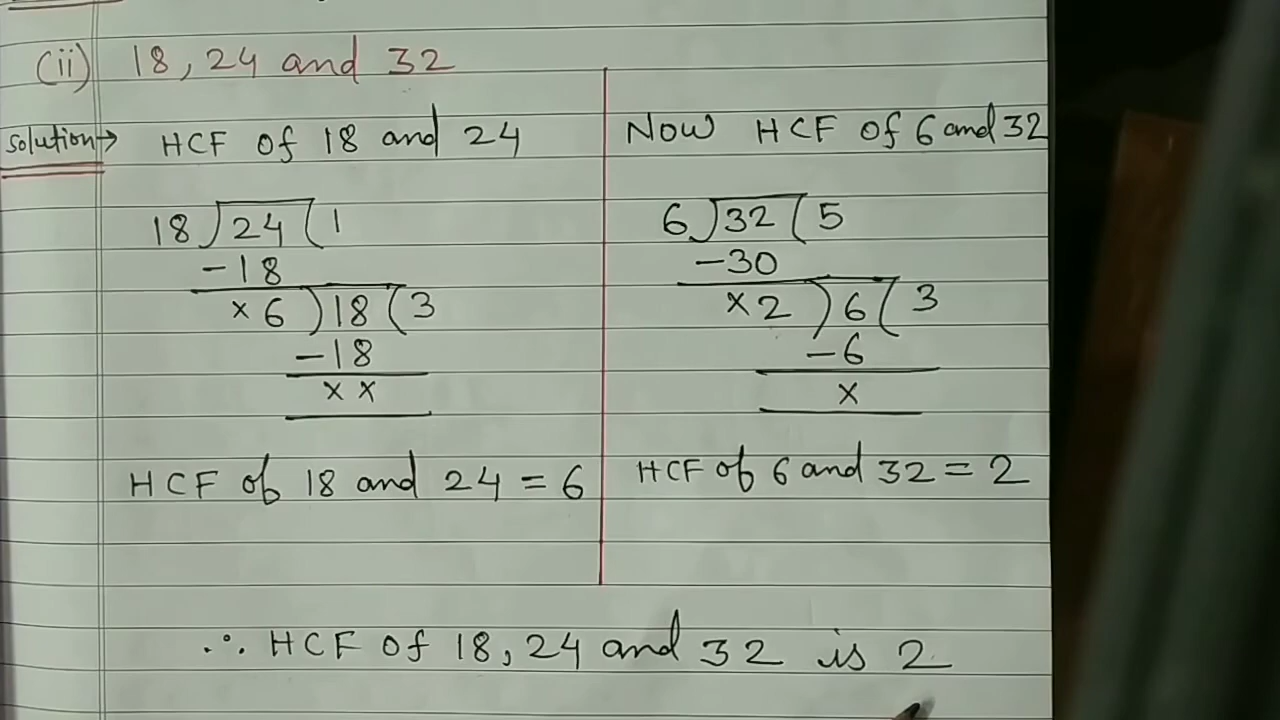 (ii) 18, 24 and 32
Solution→ HCF of 18 and 24
18) 24 (1
-18
×6) 18 (3
-18
××
HCF of 18 and 24 = 6
Now HCF of 6 and 32
6) 32 (5
-30
×2) 6 (3
-6
×
HCF of 6 and 32 = 2
∴ HCF of 18, 24 and 32 is 2